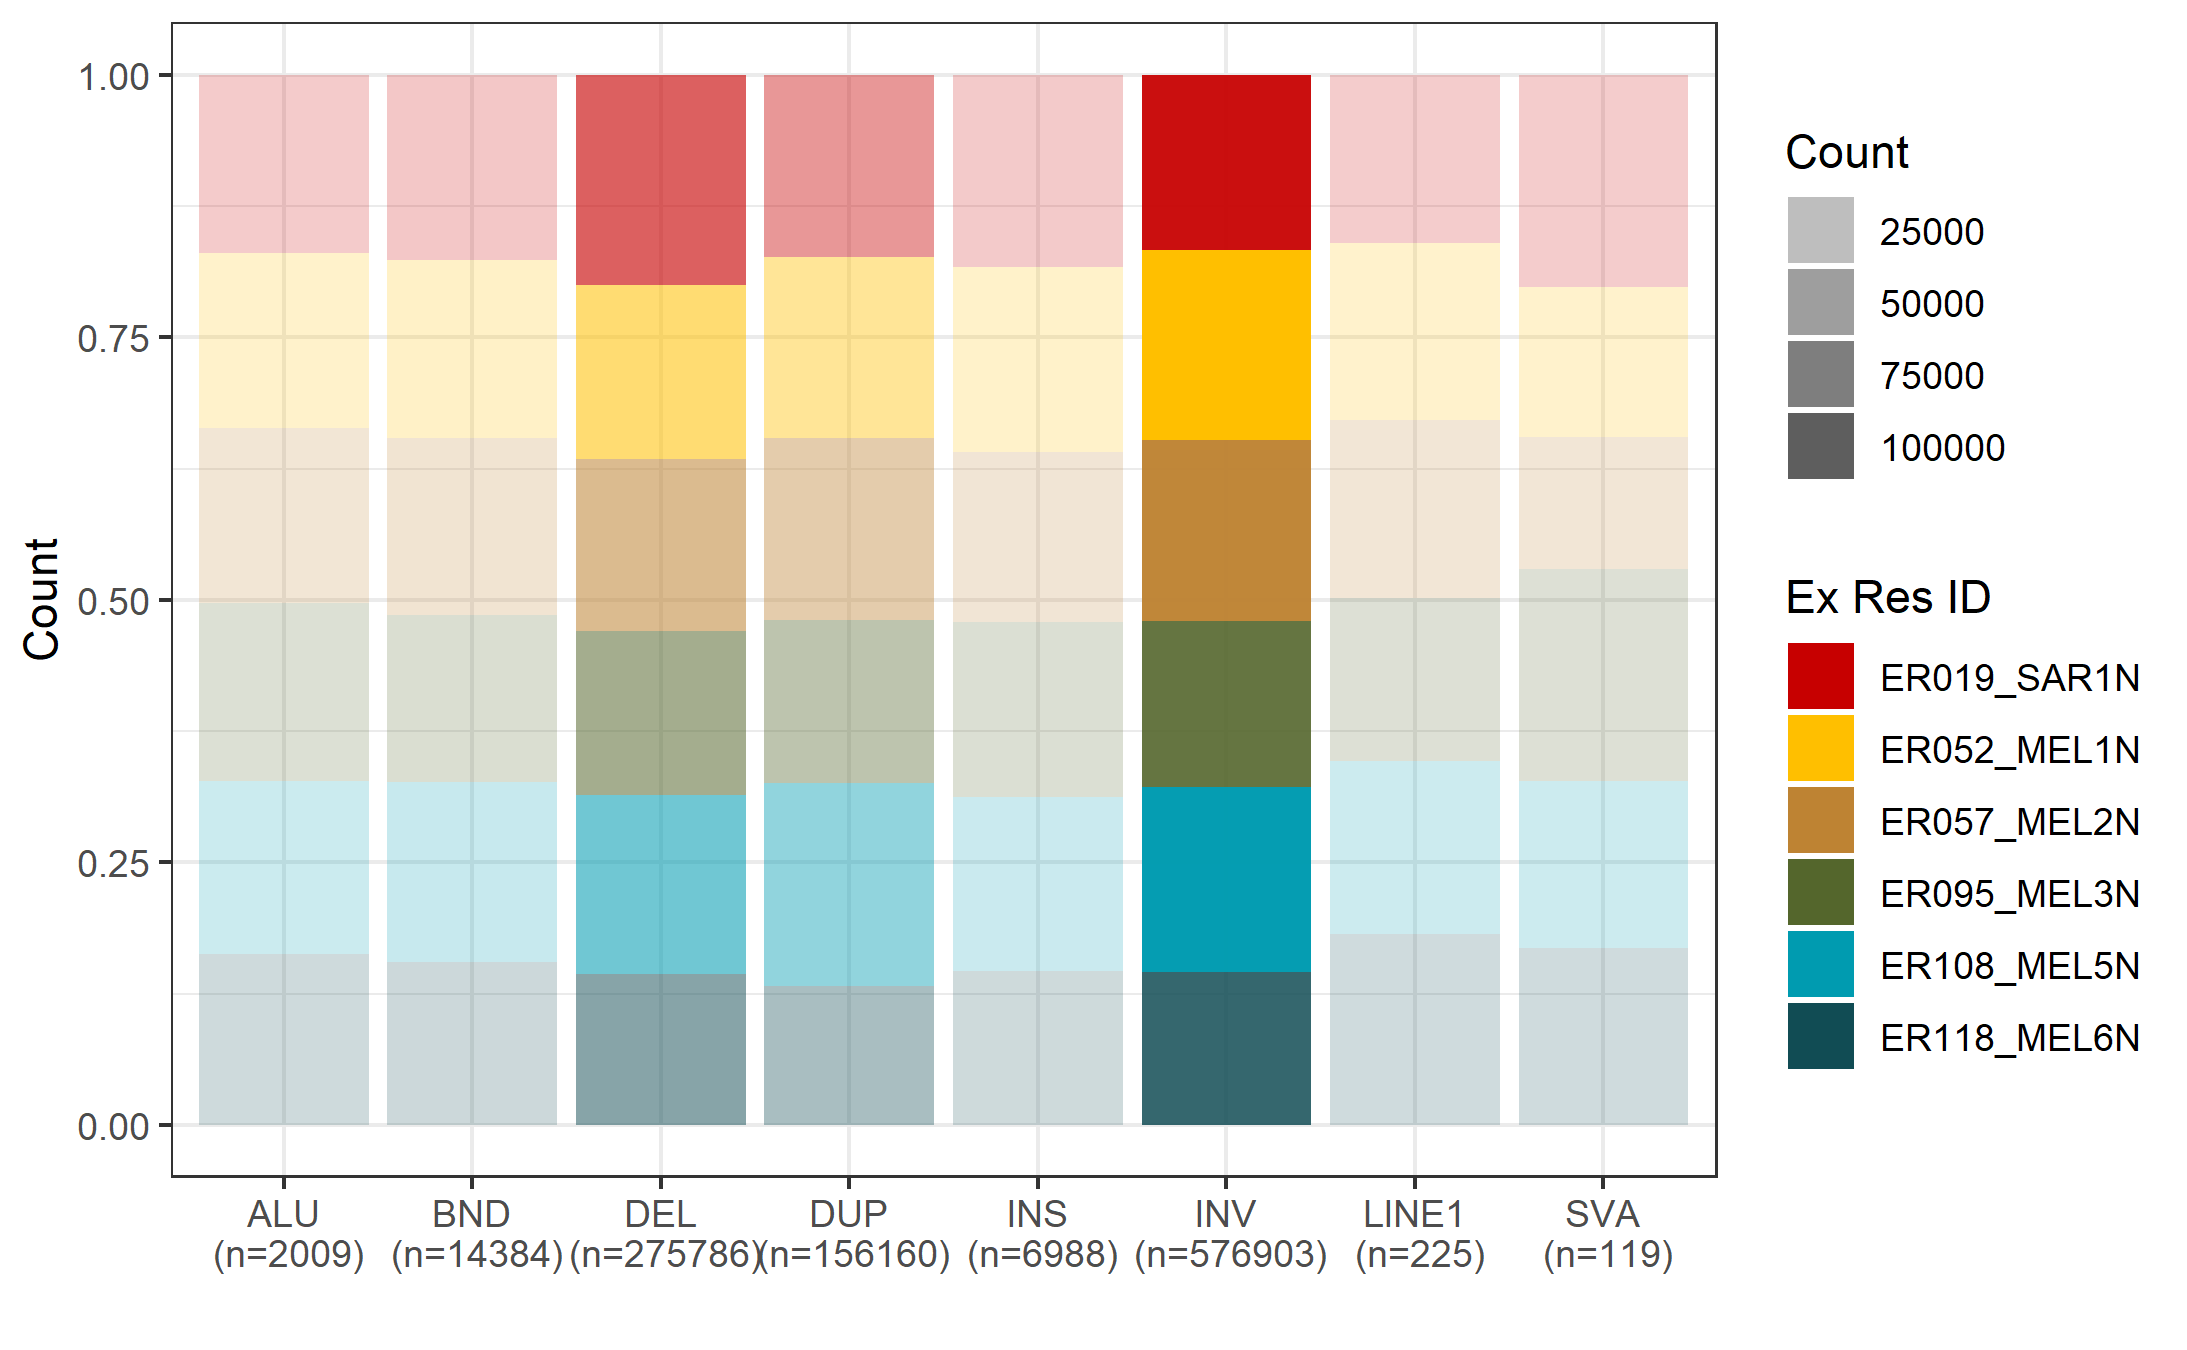 1.00
0.75
0.50
0.25
0.00
Count
ALU
(n=2009)
BND
(n=14384)
DEL
(n=275786)
DUP
(n=156160)
INS
(n=6988)
INV
(n=576903)
LINE1
(n=225)
SVA
(n=119)
Count
25000
50000
75000
100000
Ex Res ID
ER019_SAR1N
ER052_MEL1N
ER057_MEL2N
ER095_MEL3N
ER108_MEL5N
ER118_MEL6N